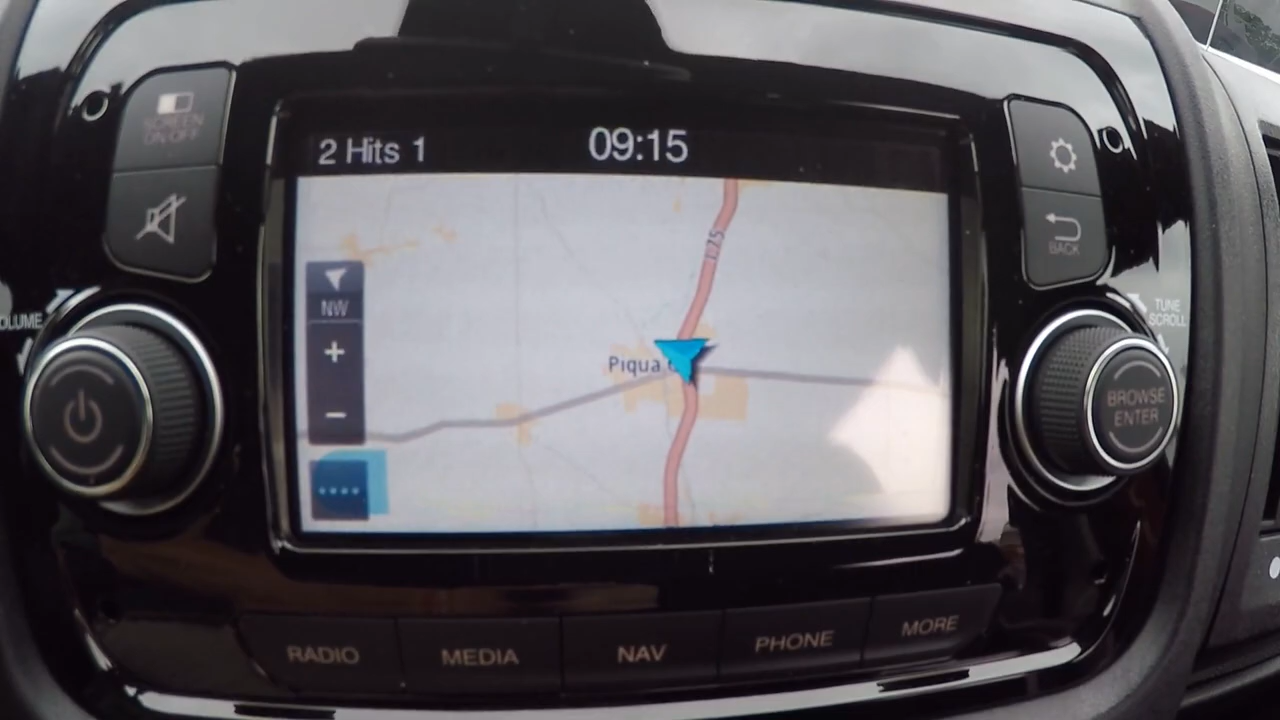 SCREEN
ON/OFF
2 Hits 1
09:15
I 75
BACK
NW
VOLUME
TUNE
SCROLL
+
Piqua
-
BROWSE
ENTER
RADIO
MEDIA
NAV
PHONE
MORE